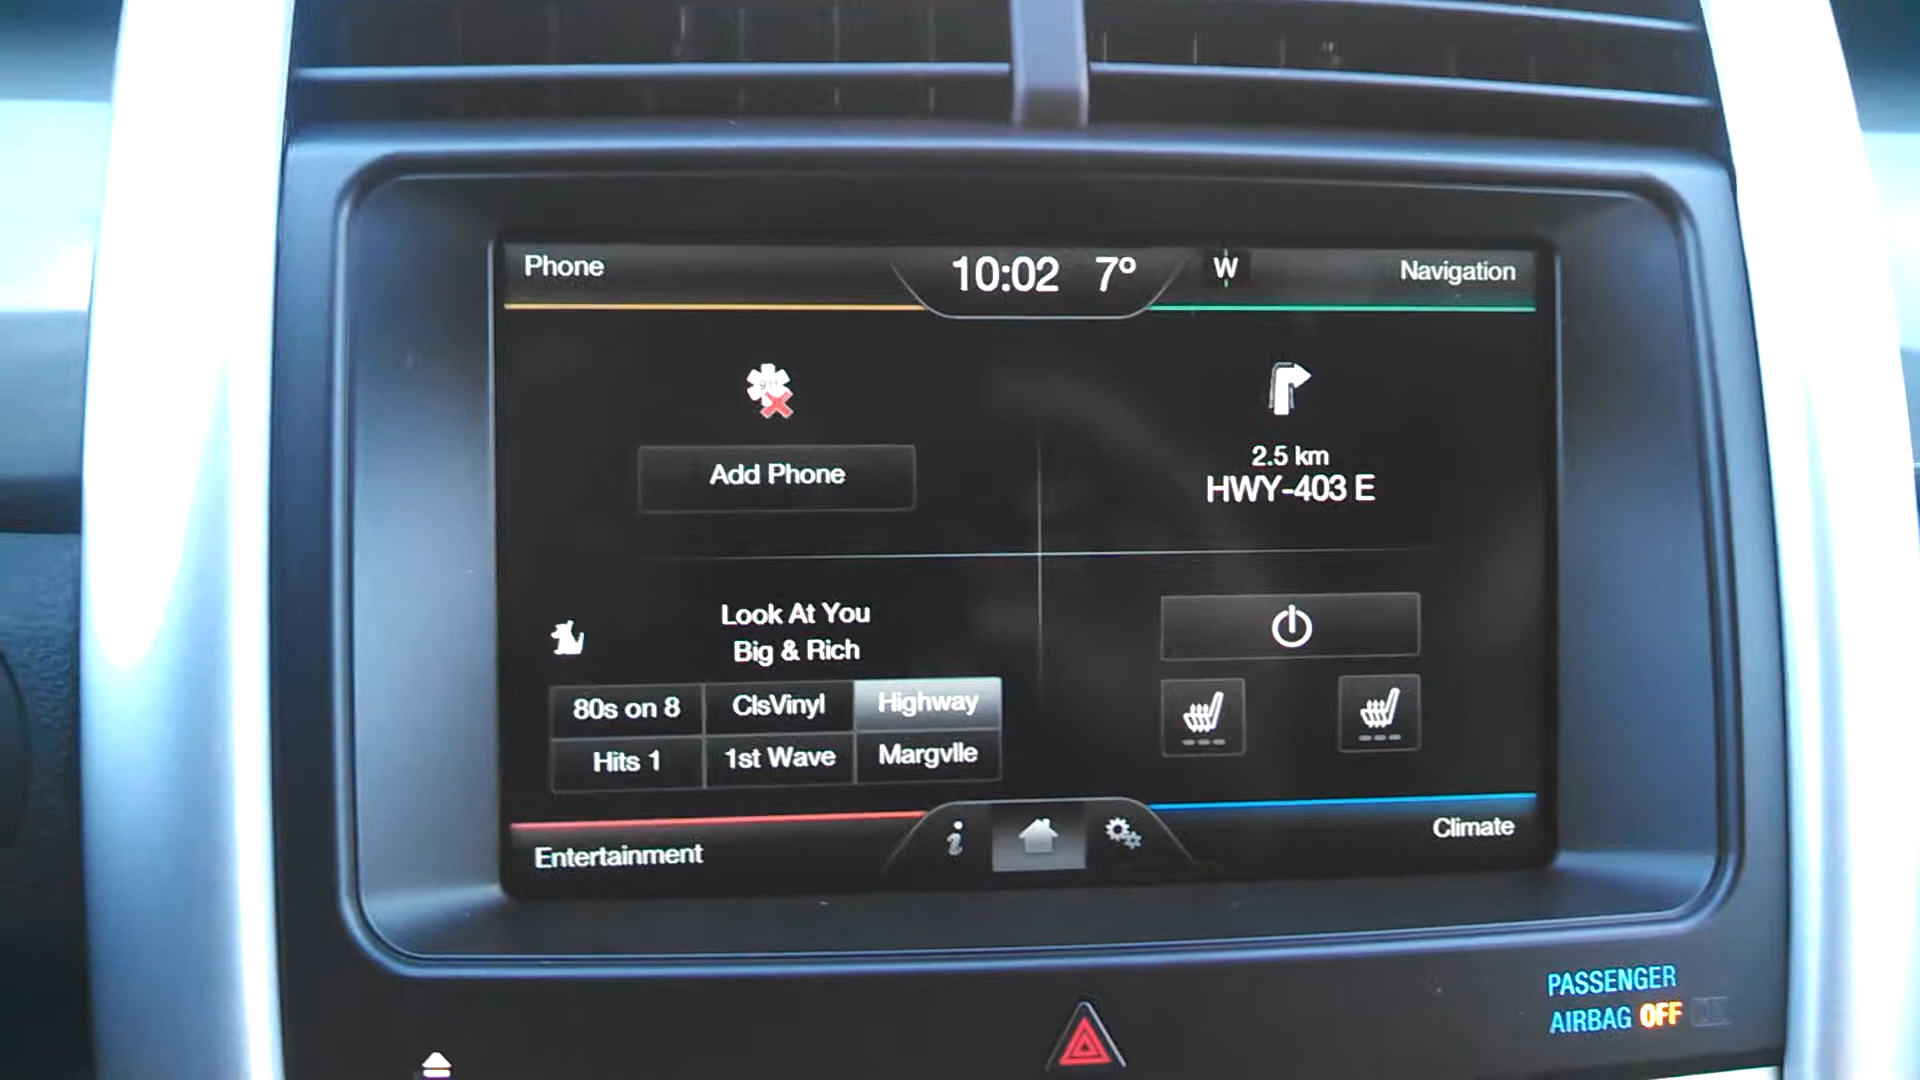 Phone
10:02 7° W
Navigation
911
Add Phone
2.5 km
HWY-403 E
Look At You
Big & Rich
80s on 8 ClsVinyl Highway
Hits 1 1st Wave Margvlle
Entertainment
Climate
PASSENGER
AIRBAG OFF